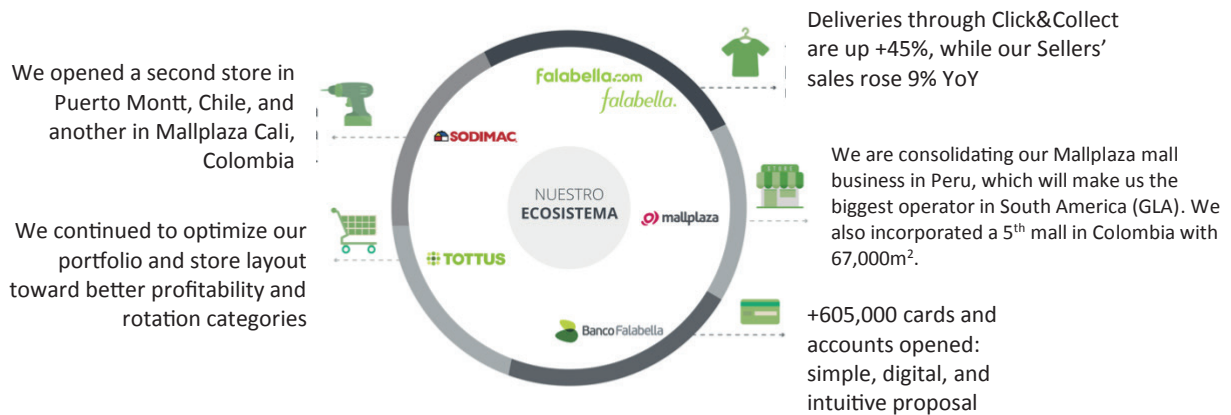 We opened a second store in
Puerto Montt, Chile, and
another in Mallplaza Cali,
Colombia
We continued to optimize our
portfolio and store layout
toward better profitability and
rotation categories
falabella.com
falabella.
SODIMAC
NUESTRO
ECOSISTEMA
mallplaza
TOTTUS
Banco Falabella
Deliveries through Click&Collect
are up +45%, while our Sellers’
sales rose 9% YoY
STORE
We are consolidating our Mallplaza mall
business in Peru, which will make us the
biggest operator in South America (GLA). We
also incorporated a 5th mall in Colombia with
67,000m².
+605,000 cards and
accounts opened:
simple, digital, and
intuitive proposal